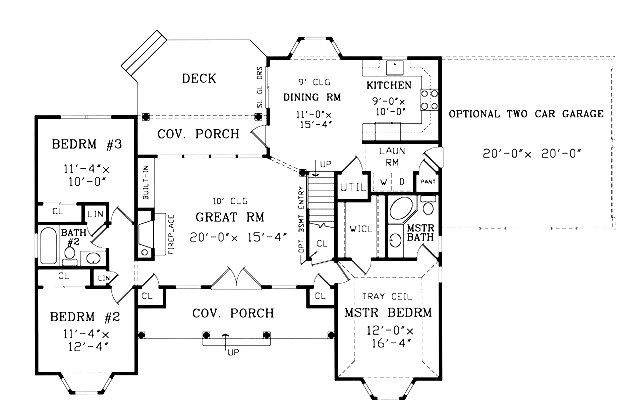 DECK
SL GL DRS
9' CLG
DINING RM
11'-0"x
15'-4"
KITCHEN
9'-0"x
10'-0"
OPTIONAL TWO CAR GARAGE
20'-0"x 20'-0"
COV. PORCH
BEDRM #3
11'-4"x
10'-0"
CL
LIN
BATH
#2
CL
LIN
BUILT-IN
FIREPLACE
10' CLG
GREAT RM
20'-0" x 15'-4"
OPT BSMT ENTRY
UP
CL
UTIL
LAUN
RM
W D
PANT
WICL
MSTR
BATH
BEDRM #2
11'-4"x
12'-4"
CL
COV. PORCH
CL
UP
TRAY CEIL
MSTR BEDRM
12'-0"x
16'-4"